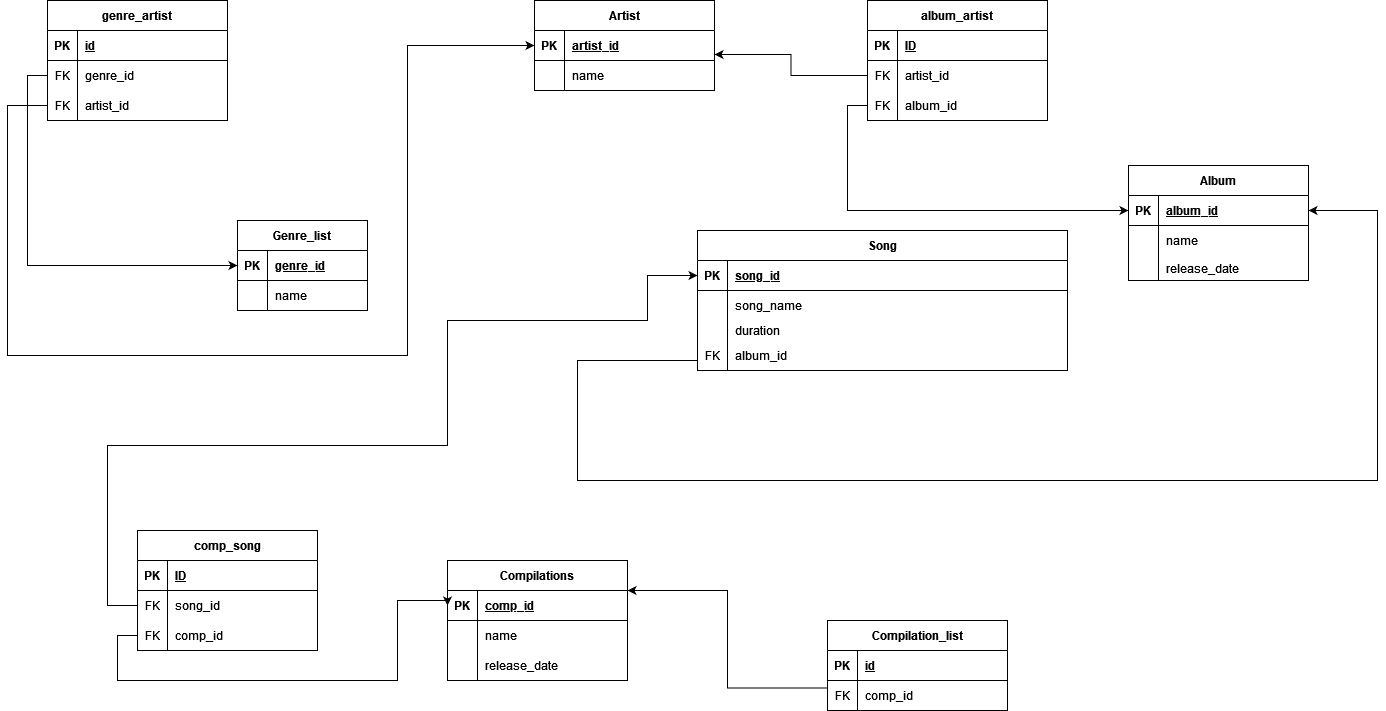 genre_artist
PK id
FK genre_id
FK artist_id
Artist
PK artist_id
name
album_artist
PK ID
FK artist_id
FK album_id
Album
PK album_id
name
release_date
Genre_list
PK genre_id
name
Song
PK song_id
song_name
duration
FK album_id
comp_song
PK ID
FK song_id
FK comp_id
Compilations
PK comp_id
name
release_date
Compilation_list
PK id
FK comp_id